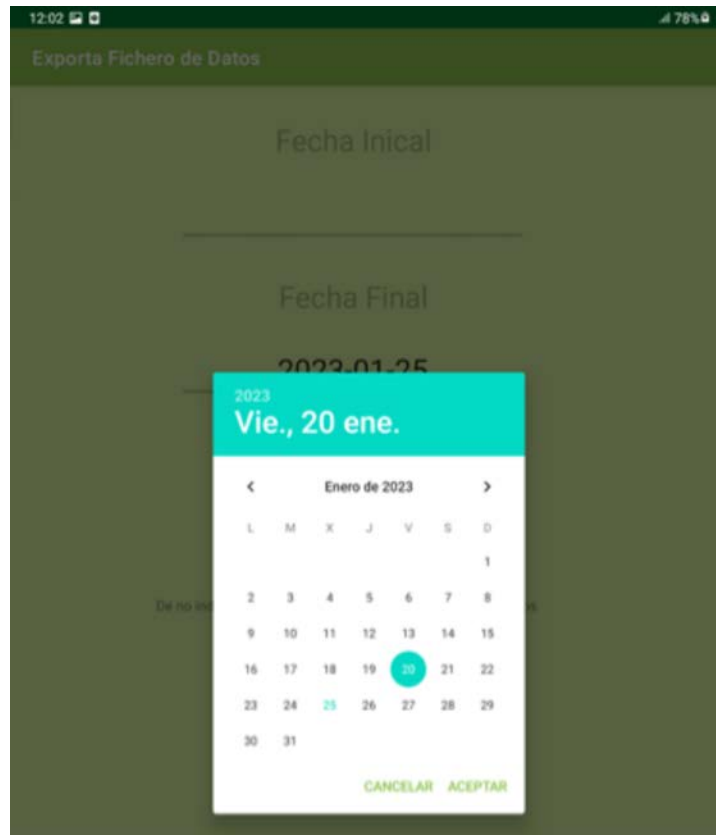 12:02 78%
Exporta Fichero de Datos
Fecha Inical
Fecha Final
2023-01-25
2023
Vie., 20 ene.
Enero de 2023
L M X J V S D
1
2 3 4 5 6 7 8
9 10 11 12 13 14 15
16 17 18 19 20 21 22
23 24 25 26 27 28 29
30 31
De no
CANCELAR ACEPTAR